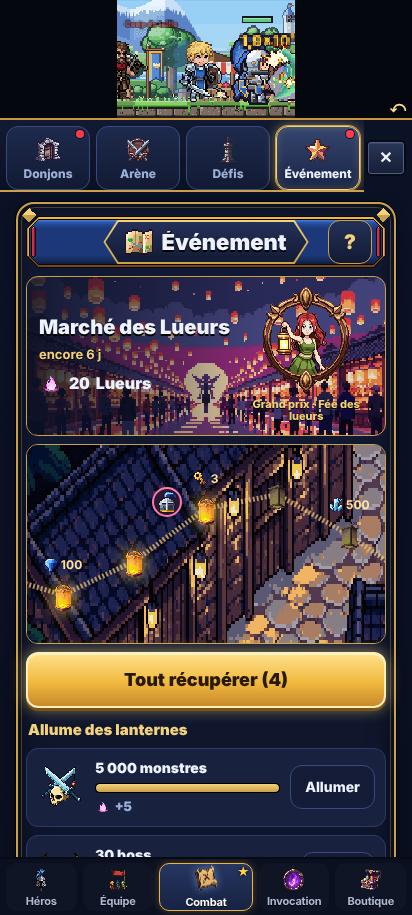 Donjons
Arène
Défis
Événement
✕
Événement
?
Marché des Lueurs
encore 6 j
20 Lueurs
Grand prix · Fée des
lueurs
3
500
100
Tout récupérer (4)
Allume des lanternes
5 000 monstres
+5
Allumer
30 boss
Héros
Équipe
Combat
Invocation
Boutique